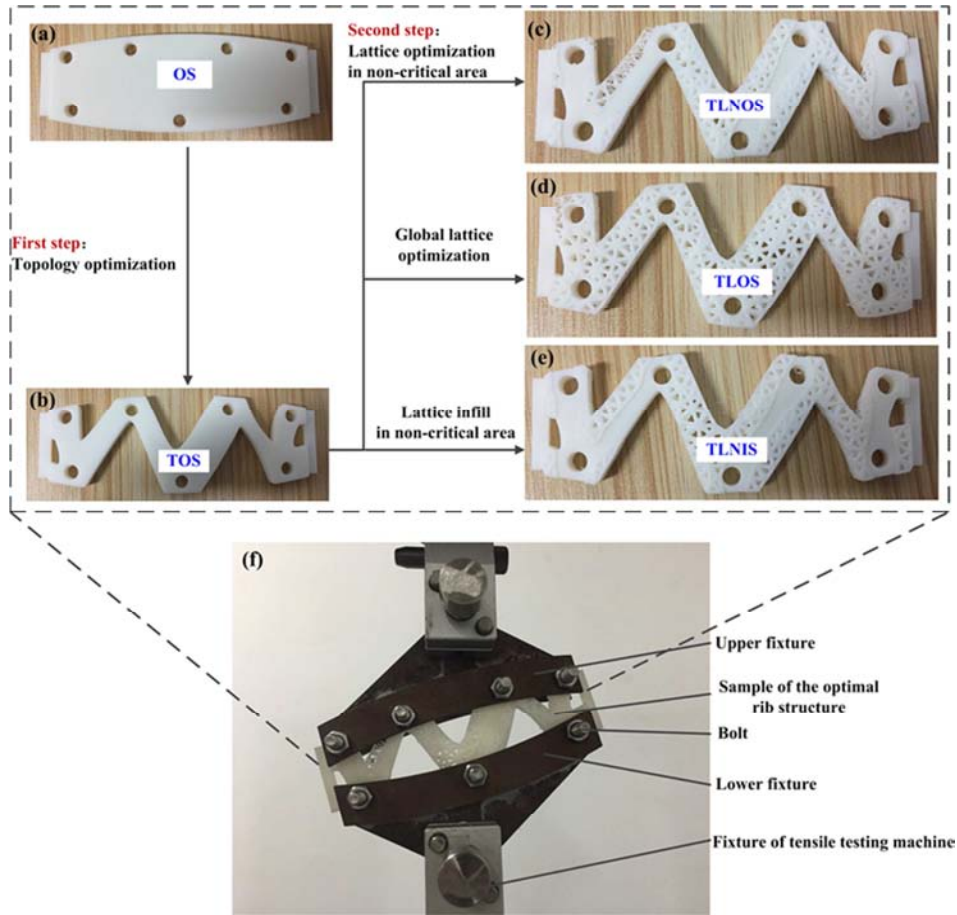 (a)
OS
First step:
Topology optimization
(b)
TOS
Second step:
Lattice optimization
in non-critical area
Global lattice
optimization
Lattice infill
in non-critical area
(c)
TLNOS
(d)
TLOS
(e)
TLNIS
(f)
Upper fixture
Sample of the optimal
rib structure
Bolt
Lower fixture
Fixture of tensile testing machine